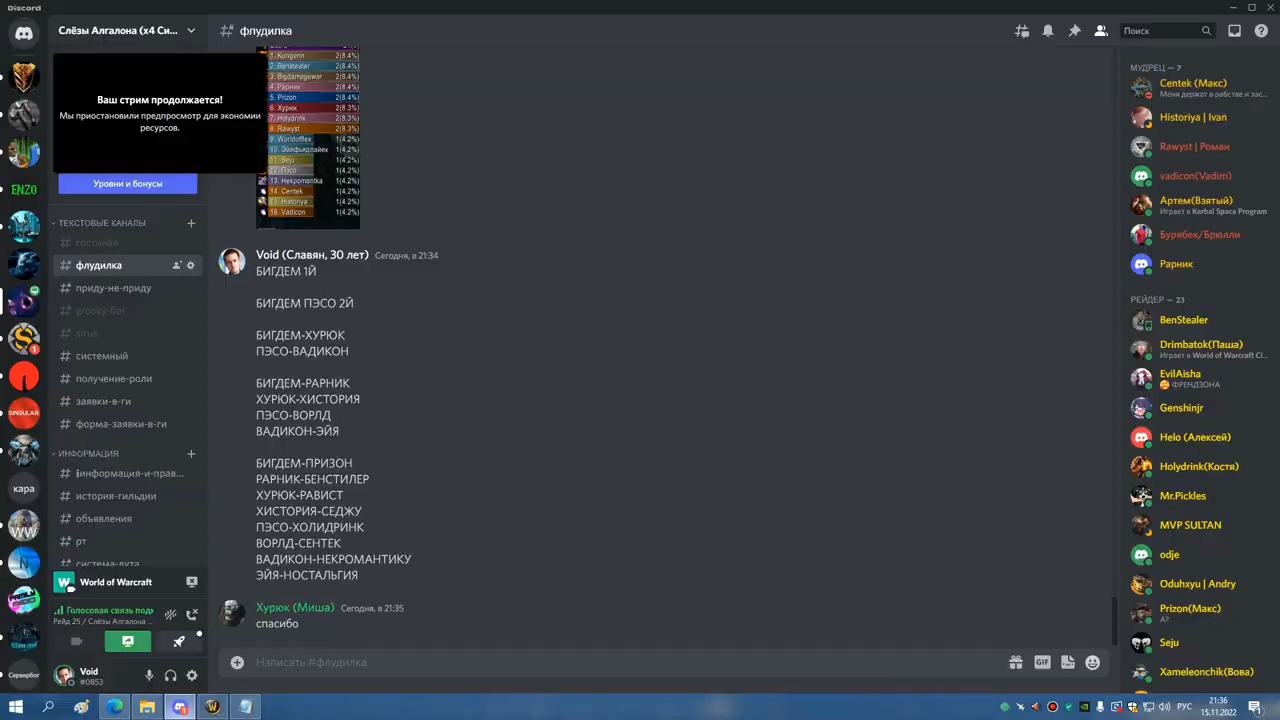 Discord
Слёзы Алгалона (x4 Си...
флудилка
Поиск
Ваш стрим продолжается!
Мы приостановили предпросмотр для экономии
ресурсов.
Уровни и бонусы
ТЕКСТОВЫЕ КАНАЛЫ
гостиная
флудилка
приду-не-приду
groovy-бот
sirus
системный
получение-роли
заявки-в-ги
форма-заявки-в-ги
ИНФОРМАЦИЯ
информация-и-прав...
история-гильдии
объявления
рт
система-лута
World of Warcraft
Голосовая связь подк
Рейд 25 / Слёзы Алгалона ...
Void
#0853
ENZO
1
SINGULAR
кара
WW
N
Серверbot
1. Kongenn 2(8.4%)
2. Benstealer 2(8.4%)
3. Bigdamagewar 2(8.4%)
4. Рарник 2(8.4%)
5. Prizon 2(8.4%)
6. Хурюк 2(8.3%)
7. Holydrink 2(8.3%)
8. Rawyst 2(8.3%)
9. Worldofflex 1(4.2%)
10. Эйяфьядлайек 1(4.2%)
11. Seju 1(4.2%)
12. Пэсо 1(4.2%)
13. Hekpomantka 1(4.2%)
14. Centek 1(4.2%)
15. Historiya 1(4.2%)
16. Vadicon 1(4.2%)
Void (Славян, 30 лет) Сегодня, в 21:34
БИГДЕМ 1Й
БИГДЕМ ПЭСО 2Й
БИГДЕМ-ХУРЮК
ПЭСО-ВАДИКОН
БИГДЕМ-РАРНИК
ХУРЮК-ХИСТОРИЯ
ПЭСО-ВОРЛД
ВАДИКОН-ЭЙЯ
БИГДЕМ-ПРИЗОН
РАРНИК-БЕНСТИЛЕР
ХУРЮК-РАВИСТ
ХИСТОРИЯ-СЕДЖУ
ПЭСО-ХОЛИДРИНК
ВОРЛД-СЕНТЕК
ВАДИКОН-НЕКРОМАНТИКУ
ЭЙЯ-НОСТАЛЬГИЯ
Хурюк (Миша) Сегодня, в 21:35
спасибо
Написать #флудилка
GIF
МУДРЕЦ — 7
Centek (Макс)
Меня держат в рабстве и зас...
Historiya | Ivan
Rawyst | Роман
vadicon(Vadim)
Артем(Взятый)
Играет в Kerbal Space Program
Бурябек/Брюлли
Рарник
РЕЙДЕР — 23
BenStealer
Drimbatok(Паша)
Играет в World of Warcraft Cl...
EvilAisha
ФРЕНДЗОНА
Genshinjr
Helo (Алексей)
Holydrink(Костя)
Mr.Pickles
MVP SULTAN
odje
Oduhxyu | Andry
Prizon(Макс)
A?
Seju
Xameleonchik(Вова)
РУС
21:36
15.11.2022
1